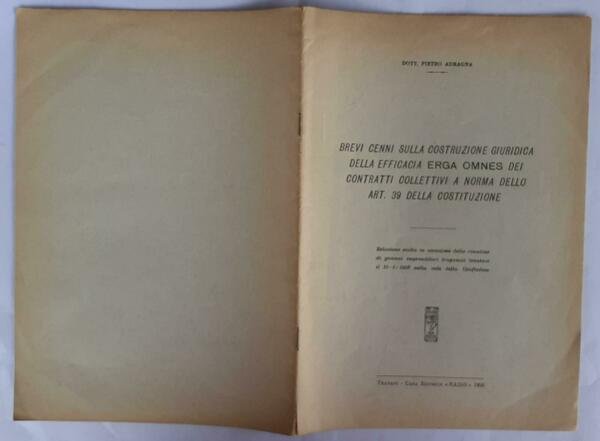 DOTT. PIETRO ADRAGNA
BREVI CENNI SULLA COSTRUZIONE GIURIDICA
DELLA EFFICACIA ERGA OMNES DEI
CONTRATTI COLLETTIVI A NORMA DELLO
ART. 39 DELLA COSTITUZIONE
Relazione svolta in occasione della riunione
di giovani imprenditori trapanesi tenutasi
il nella sala della
TRAPANI - CASA EDITRICE «RADIO»